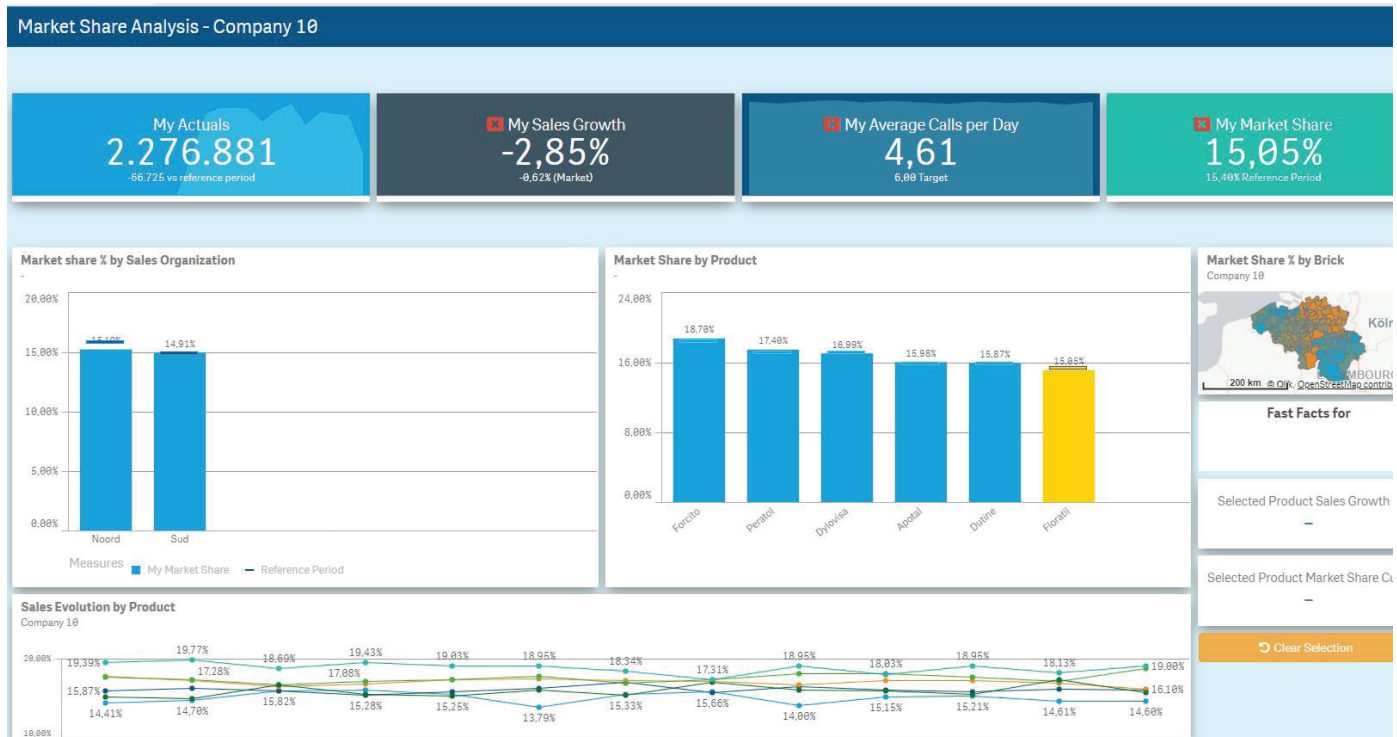 Market Share Analysis - Company 10
My Actuals
2.276.881
-66.725 vs reference period
My Sales Growth
-2,85%
-0,62% (Market)
My Average Calls per Day
4,61
6,00 Target
My Market Share
15,05%
15,40% Reference Period
Market share % by Sales Organization
-
20,00%
15,00%
10,00%
5,00%
0,00%
14,91%
Noord
Sud
Measures
My Market Share
Reference Period
Market Share by Product
-
24,00%
16,00%
8,00%
0,00%
18,70%
17,40%
16,99%
15,98%
15,87%
15,05%
Forcito
Peratol
Dylovisa
Apotal
Dutine
Floratil
Market Share % by Brick
Company 10
Köln
200 km
© Qlik, OpenStreetMap contrib
Fast Facts for
Selected Product Sales Growth
–
Selected Product Market Share Cu
–
Clear Selection
Sales Evolution by Product
Company 10
20,00%
10,00%
19,39%
19,77%
18,69%
19,43%
19,03%
18,95%
18,34%
17,31%
18,95%
18,03%
18,95%
18,13%
19,00%
17,28%
17,08%
15,87%
16,10%
14,41%
14,70%
15,82%
15,28%
15,25%
13,79%
15,33%
15,66%
14,00%
15,15%
15,21%
14,61%
14,60%